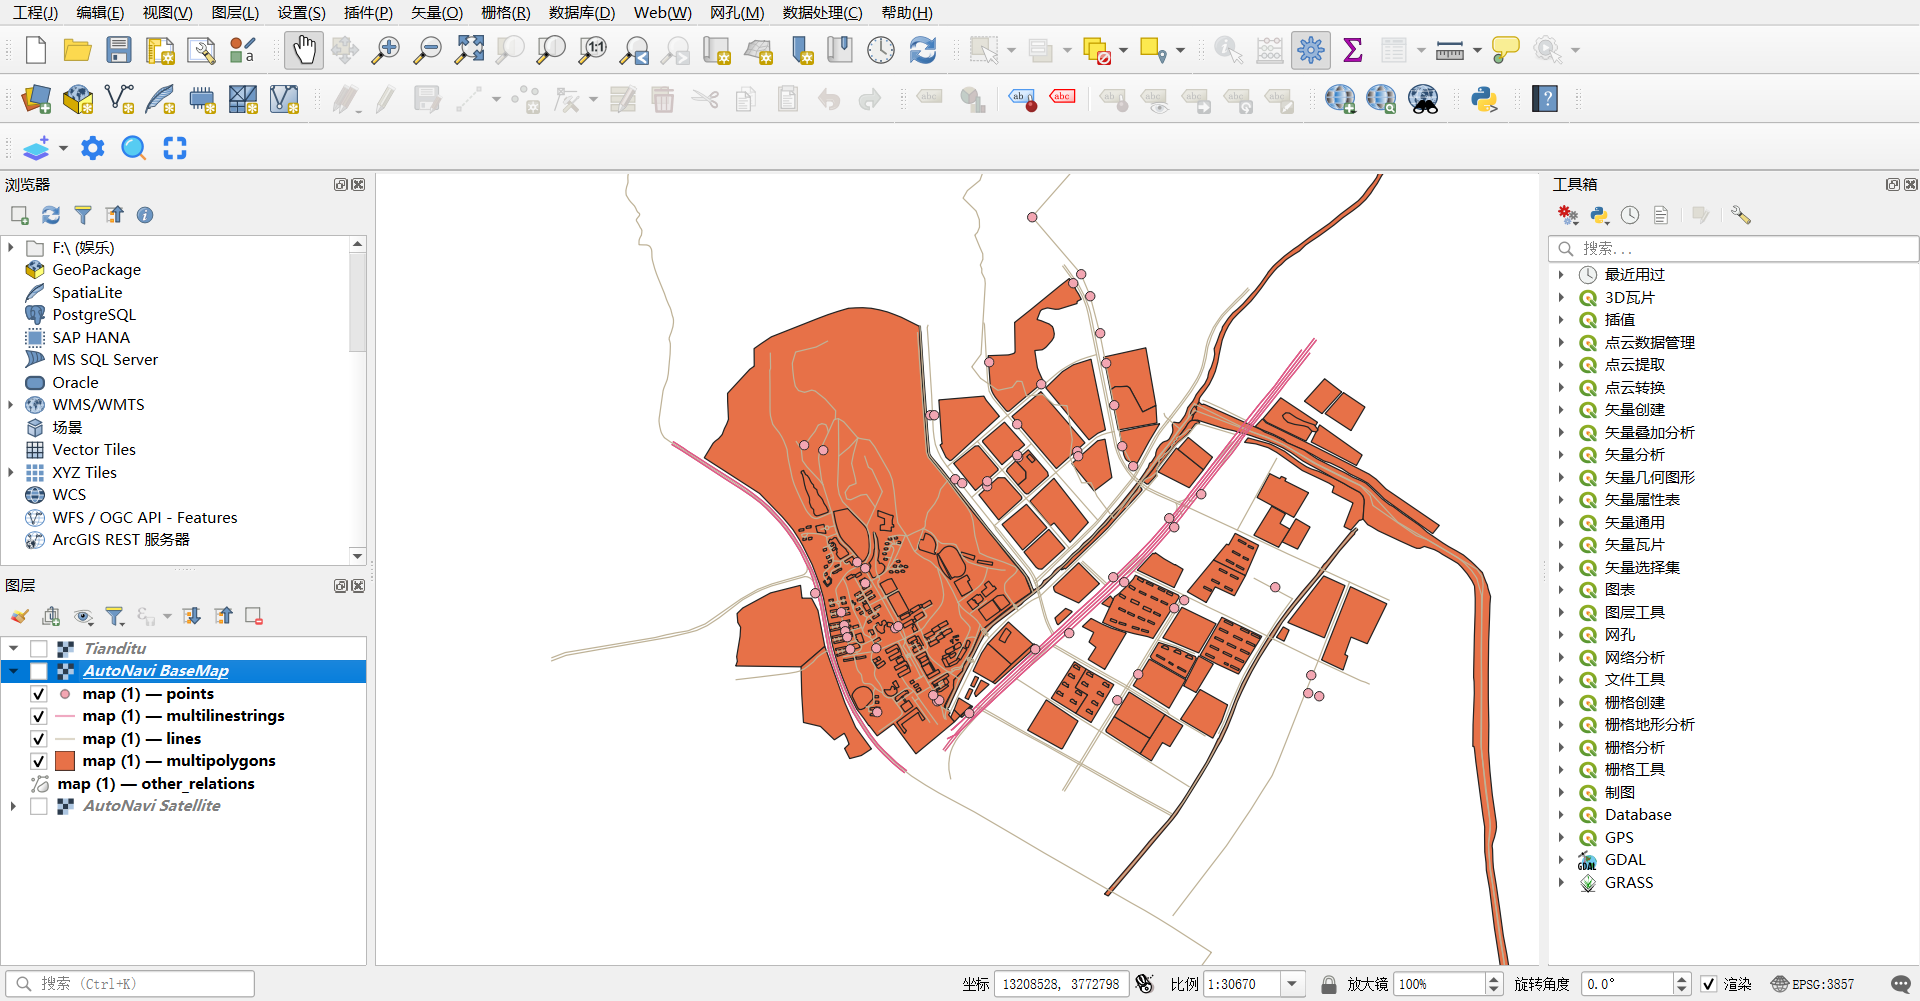 工程(J) 编辑(E) 视图(V) 图层(L) 设置(S) 插件(P) 矢量(O) 栅格(R) 数据库(D) Web(W) 网孔(M) 数据处理(C) 帮助(H)
浏览器
F:\ (娱乐)
GeoPackage
SpatiaLite
PostgreSQL
SAP HANA
MS SQL Server
Oracle
WMS/WMTS
场景
Vector Tiles
XYZ Tiles
WCS
WFS / OGC API - Features
ArcGIS REST 服务器
图层
Tianditu
AutoNavi BaseMap
map (1) — points
map (1) — multilinestrings
map (1) — lines
map (1) — multipolygons
map (1) — other_relations
AutoNavi Satellite
工具箱
搜索...
最近用过
3D瓦片
插值
点云数据管理
点云提取
点云转换
矢量创建
矢量叠加分析
矢量分析
矢量几何图形
矢量属性表
矢量通用
矢量瓦片
矢量选择集
图表
图层工具
网孔
网络分析
文件工具
栅格创建
栅格地形分析
栅格分析
栅格工具
制图
Database
GPS
GDAL
GRASS
搜索 (Ctrl+K) 坐标 13208528, 3772798 比例 1:30670 放大镜 100% 旋转角度 0.0° 渲染 EPSG:3857